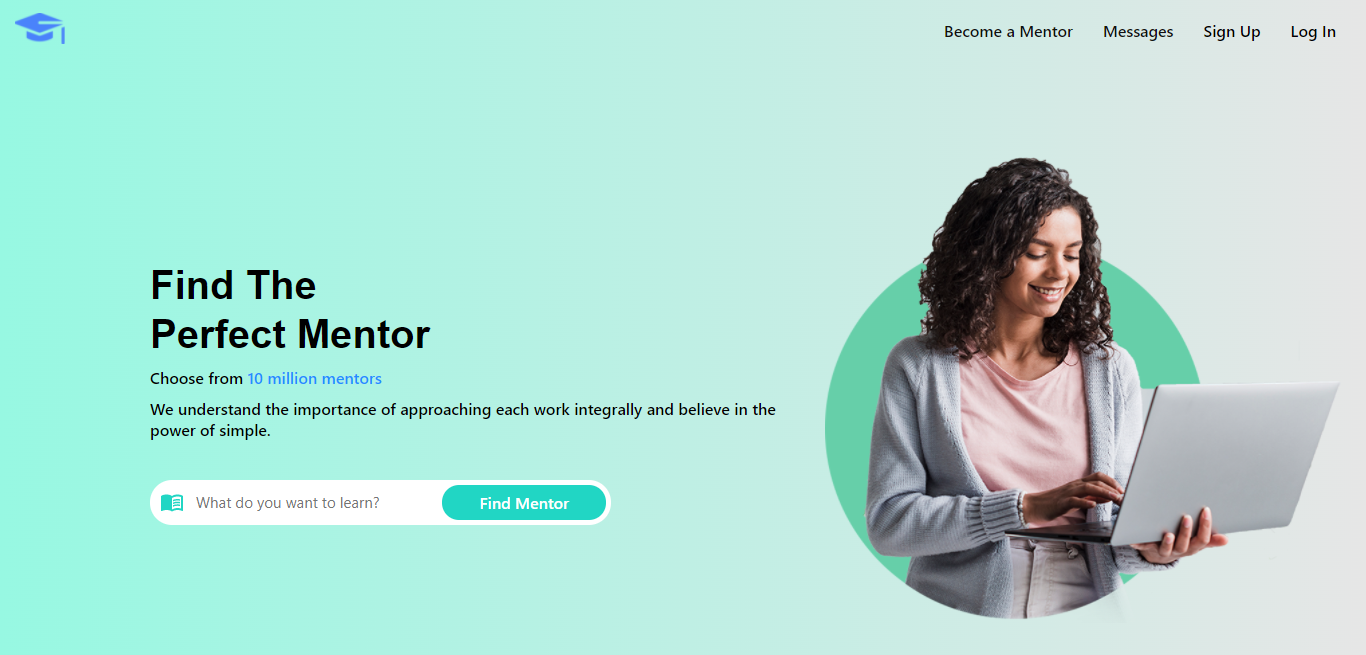 Become a Mentor Messages Sign Up Log In
Find The
Perfect Mentor
Choose from 10 million mentors
We understand the importance of approaching each work integrally and believe in the
power of simple.
What do you want to learn? Find Mentor